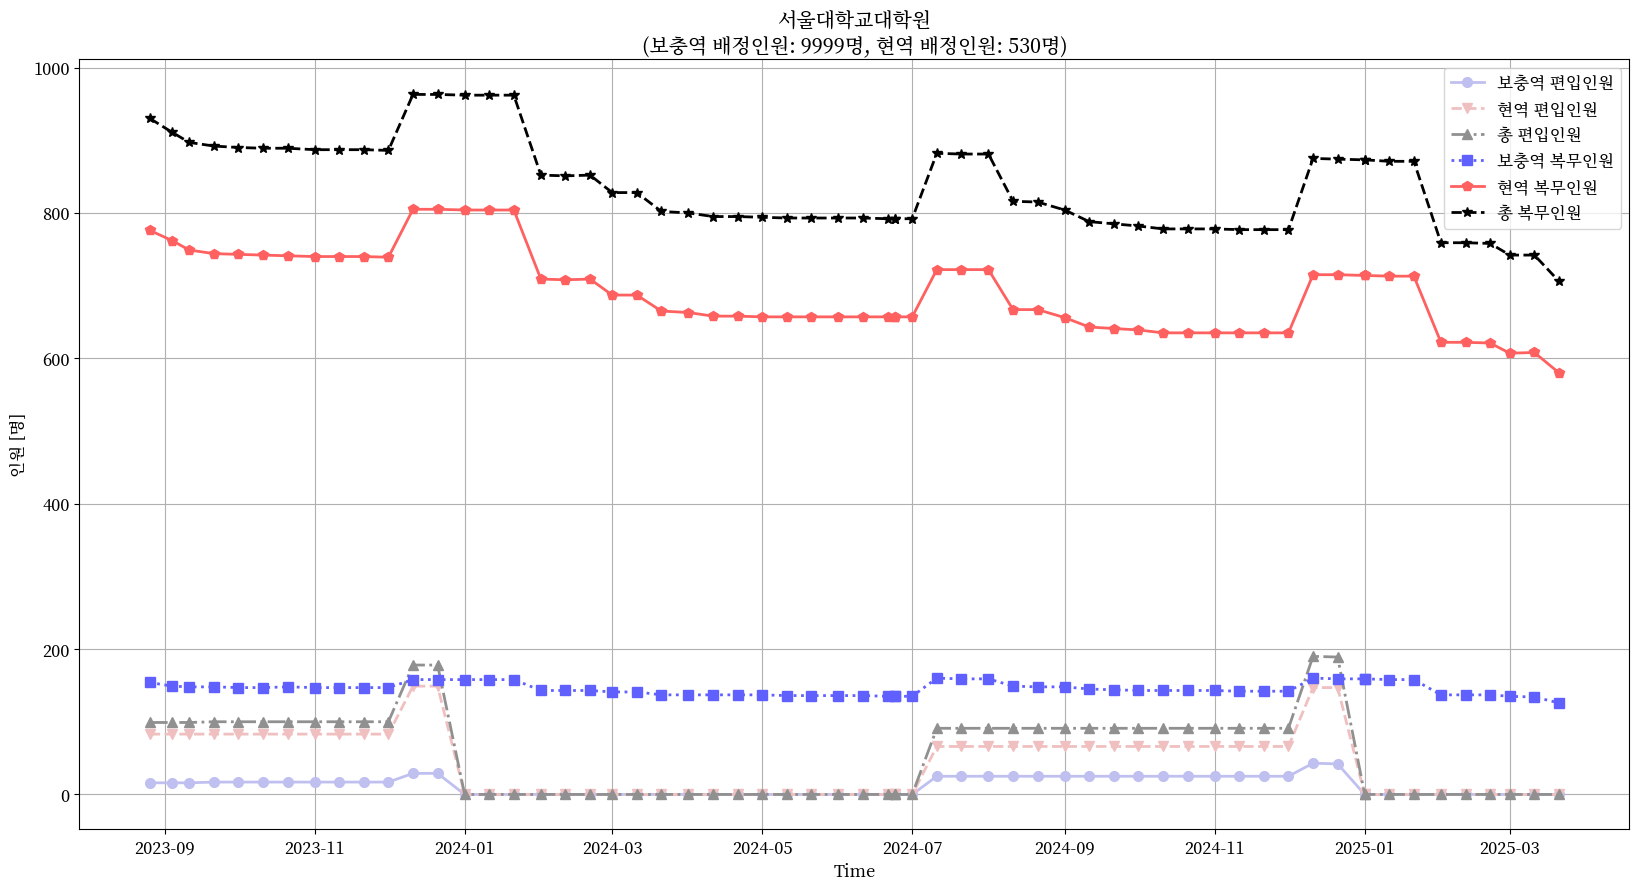 서울대학교대학원
(보충역 배정인원: 9999명, 현역 배정인원: 530명)
1000
800
600
400
200
0
인원 [명]
보충역 편입인원
현역 편입인원
총 편입인원
보충역 복무인원
현역 복무인원
총 복무인원
2023-09
2023-11
2024-01
2024-03
2024-05
2024-07
2024-09
2024-11
2025-01
2025-03
Time